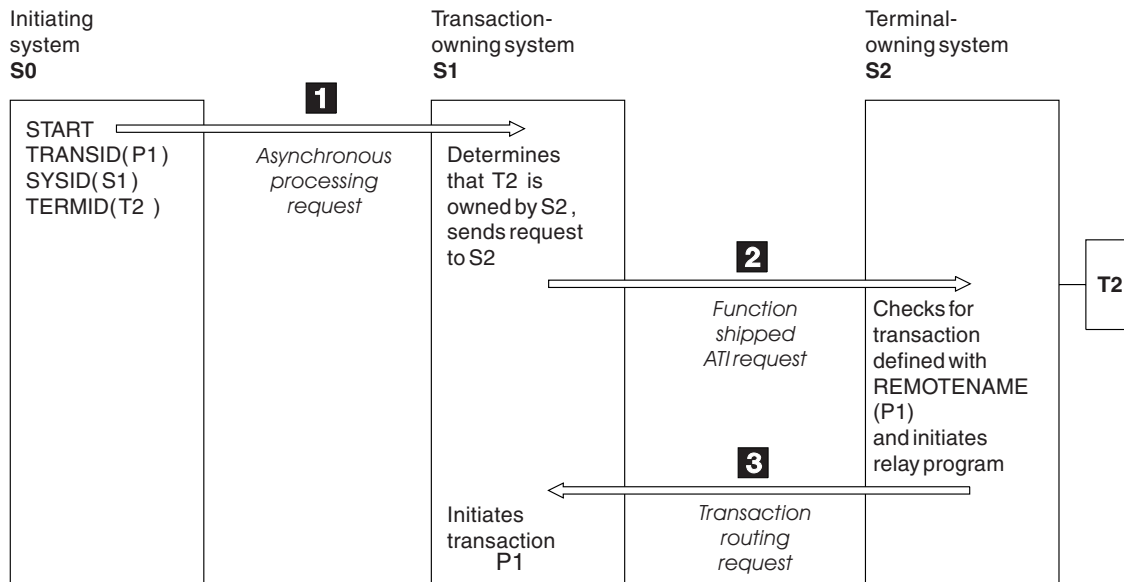 Initiating
system
S0
Transaction-
owning system
S1
Terminal-
owning system
S2
START
TRANSID(P1)
SYSID(S1)
TERMID(T2 )
1
Asynchronous
processing
request
Determines
that T2 is
owned by S2 ,
sends request
to S2
2
Function
shipped
ATI request
T2
Checks for
transaction
defined with
REMOTENAME
(P1)
and initiates
relay program
3
Transaction
routing
request
Initiates
transaction
P1